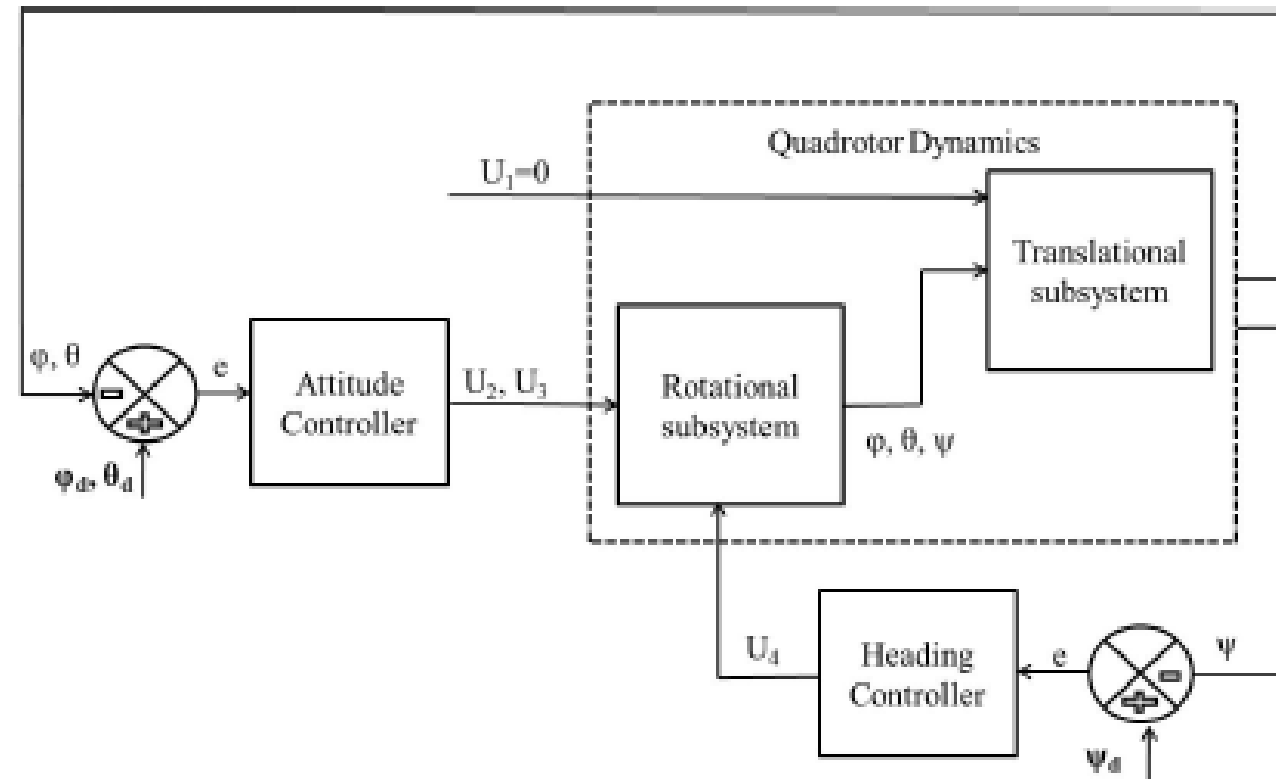 Quadrotor Dynamics
U₁=0
Translational
subsystem
φ, θ
e
Attitude
Controller
U₂, U₃
Rotational
subsystem
φ, θ, ψ
φd, θd
U₄
Heading
Controller
e
ψ
ψd